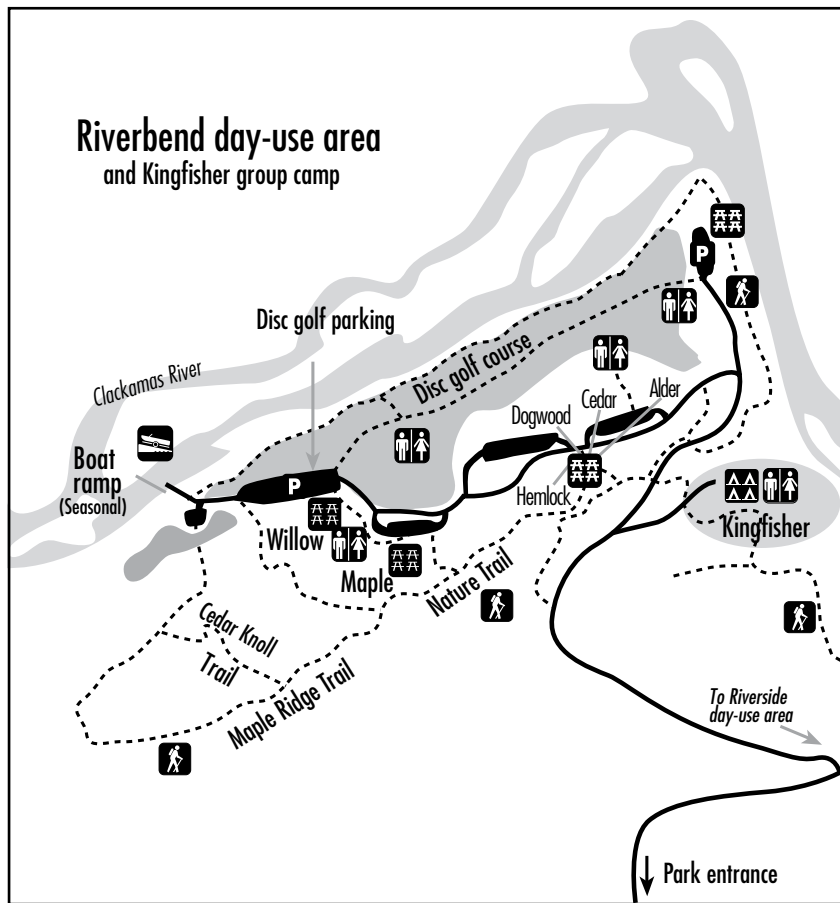 Riverbend day-use area
and Kingfisher group camp
P
Disc golf parking
Disc golf course
Clackamas River
Cedar
Alder
Dogwood
Hemlock
Boat
ramp
(Seasonal)
P
Willow
Maple
Kingfisher
Nature Trail
Cedar Knoll
Trail
Maple Ridge Trail
To Riverside
day-use area
Park entrance